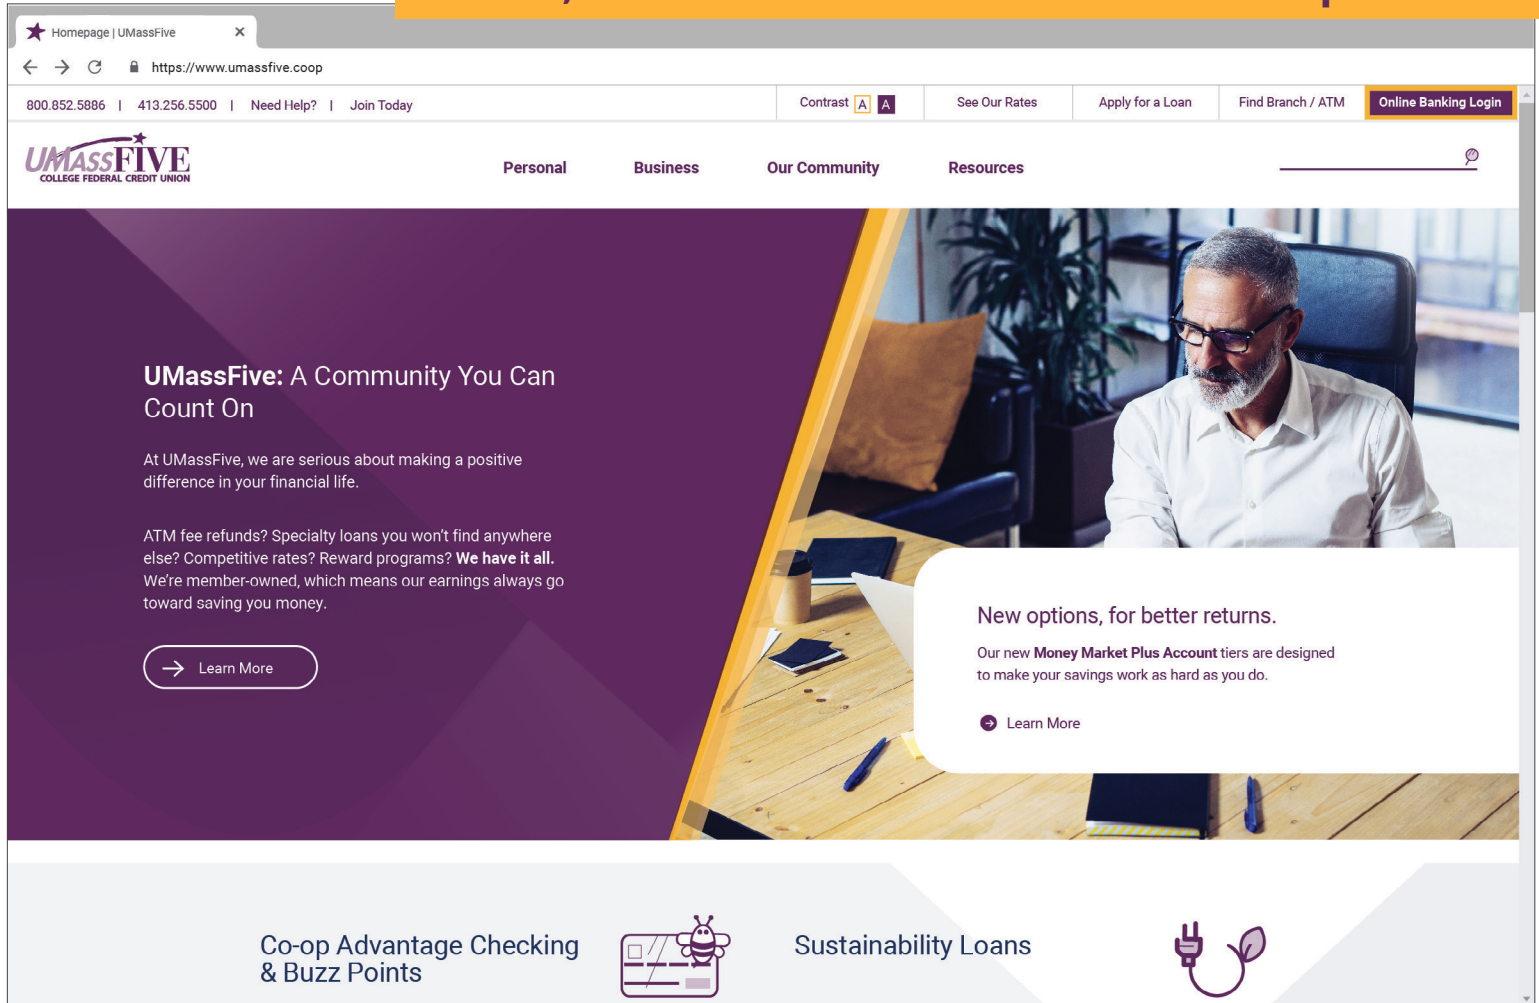 Homepage | UMassFive
https://www.umassfive.coop
800.852.5886 | 413.256.5500 | Need Help? | Join Today
Contrast A A
See Our Rates
Apply for a Loan
Find Branch / ATM
Online Banking Login
UMASSFIVE
COLLEGE FEDERAL CREDIT UNION
Personal
Business
Our Community
Resources
UMassFive: A Community You Can
Count On
At UMassFive, we are serious about making a positive
difference in your financial life.
ATM fee refunds? Specialty loans you won't find anywhere
else? Competitive rates? Reward programs? We have it all.
We're member-owned, which means our earnings always go
toward saving you money.
Learn More
New options, for better returns.
Our new Money Market Plus Account tiers are designed
to make your savings work as hard as you do.
Learn More
Co-op Advantage Checking
& Buzz Points
Sustainability Loans